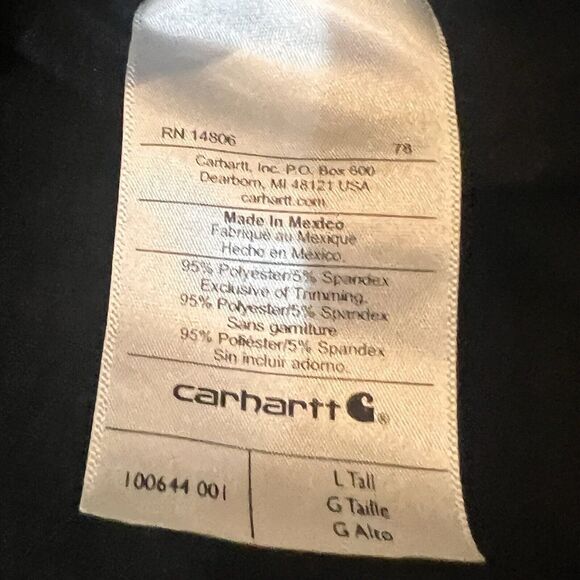 RN 14806 78
Carhartt, Inc. P.O. Box 600
Dearborn, MI 48121 USA
carhartt.com
Made In Mexico
Fabriqué au Mexique
Hecho en México
95% Polyester/5% Spandex
Exclusive of Trimming.
95% Polyester/5% Spandex
Sans garniture
95% Poliéster/5% Spandex
Sin incluir adorno.
carhartt ®
100644 001
L Tall
G Taille
G Alto